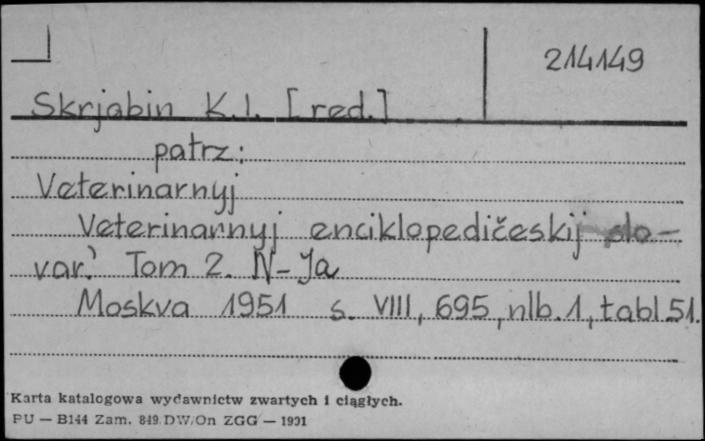 214149
Skrjabin K.I. [red.]
patrz:
Veterinarnyj
Veterinarnyj enciklopedičeskij slo-
var.' Tom 2. N-Ja
Moskva 1951 s. VIII, 695, nlb. 1, tabl. 51.
Karta katalogowa wydawnictw zwartych i ciągłych.
PU — B144 Zam. 849 DW/On ZGG — 1991